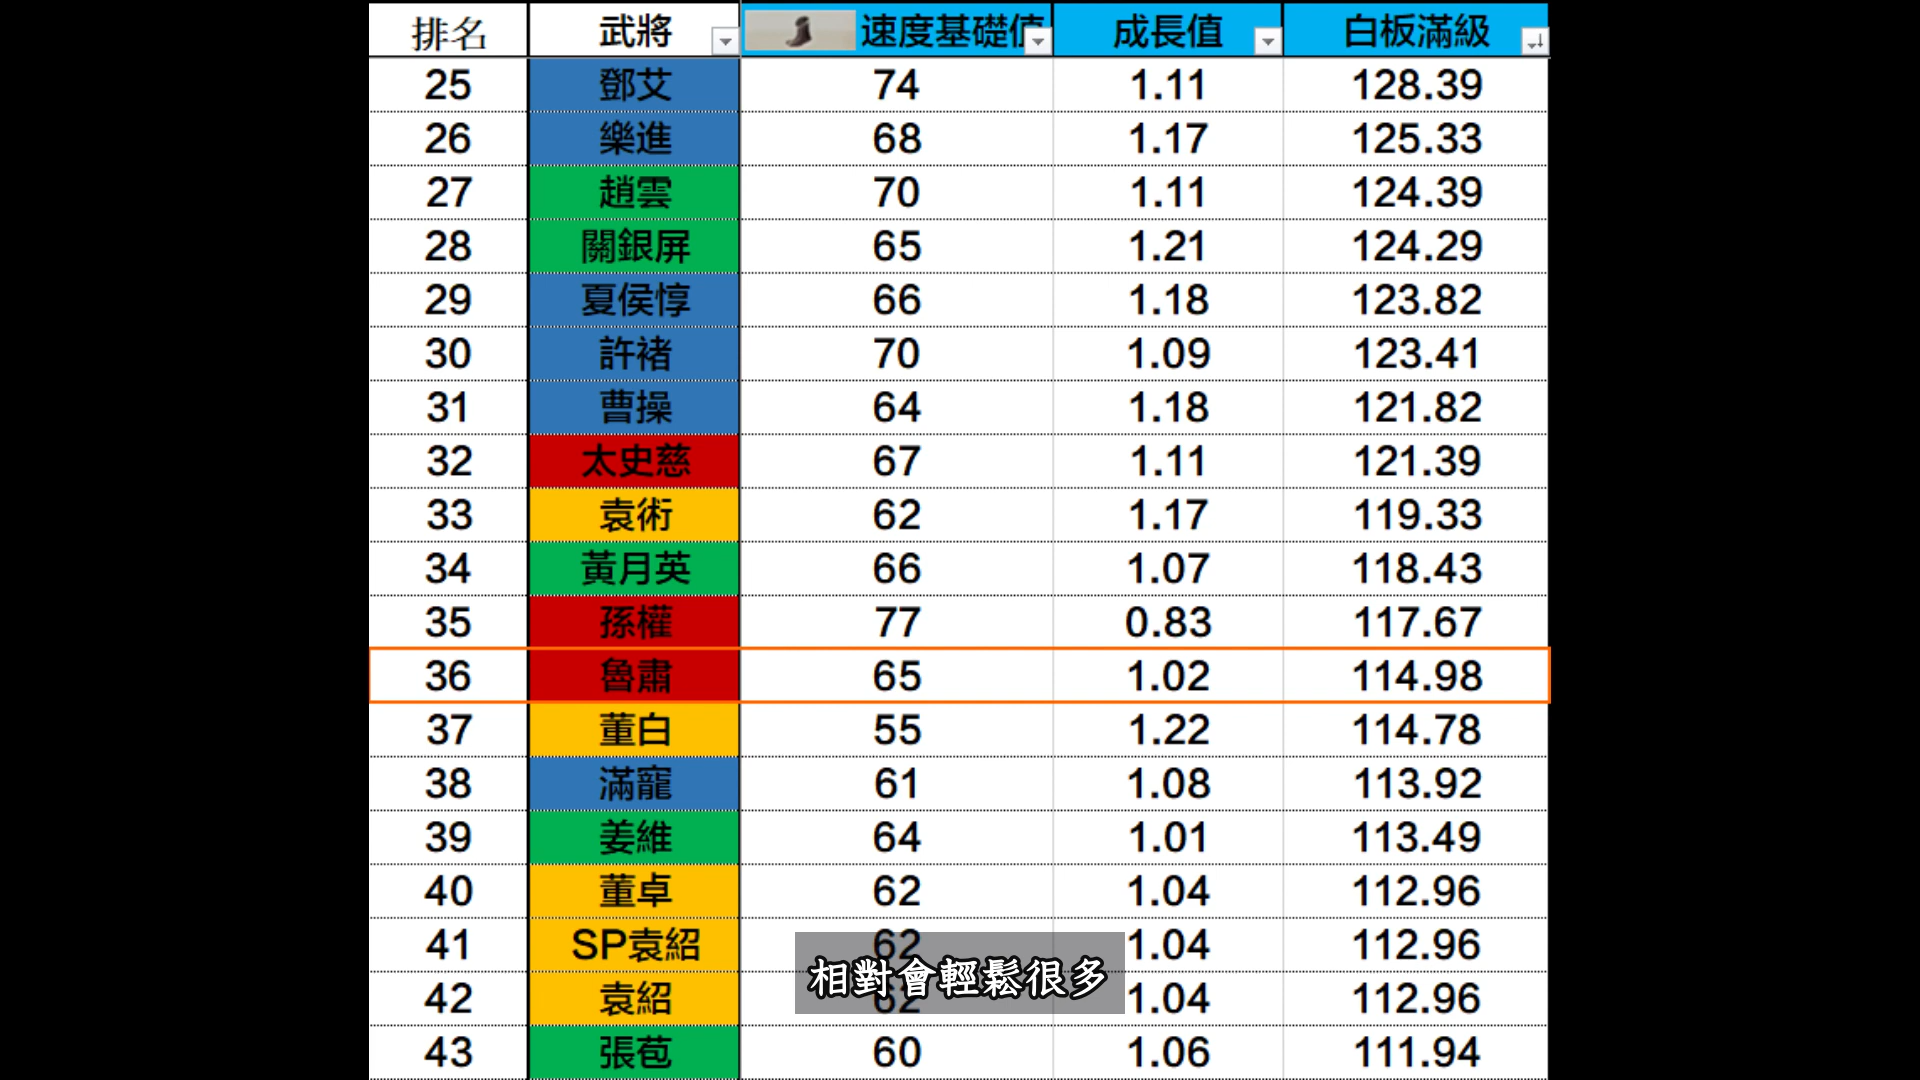 排名 武將 速度基礎值 成長值 白板滿級
25 鄧艾 74 1.11 128.39
26 樂進 68 1.17 125.33
27 趙雲 70 1.11 124.39
28 關銀屏 65 1.21 124.29
29 夏侯惇 66 1.18 123.82
30 許褚 70 1.09 123.41
31 曹操 64 1.18 121.82
32 太史慈 67 1.11 121.39
33 袁術 62 1.17 119.33
34 黃月英 66 1.07 118.43
35 孫權 77 0.83 117.67
36 魯肅 65 1.02 114.98
37 董白 55 1.22 114.78
38 滿寵 61 1.08 113.92
39 姜維 64 1.01 113.49
40 董卓 62 1.04 112.96
41 SP袁紹 62 1.04 112.96
42 袁紹 62 1.04 112.96
43 張苞 60 1.06 111.94
相對會輕鬆很多